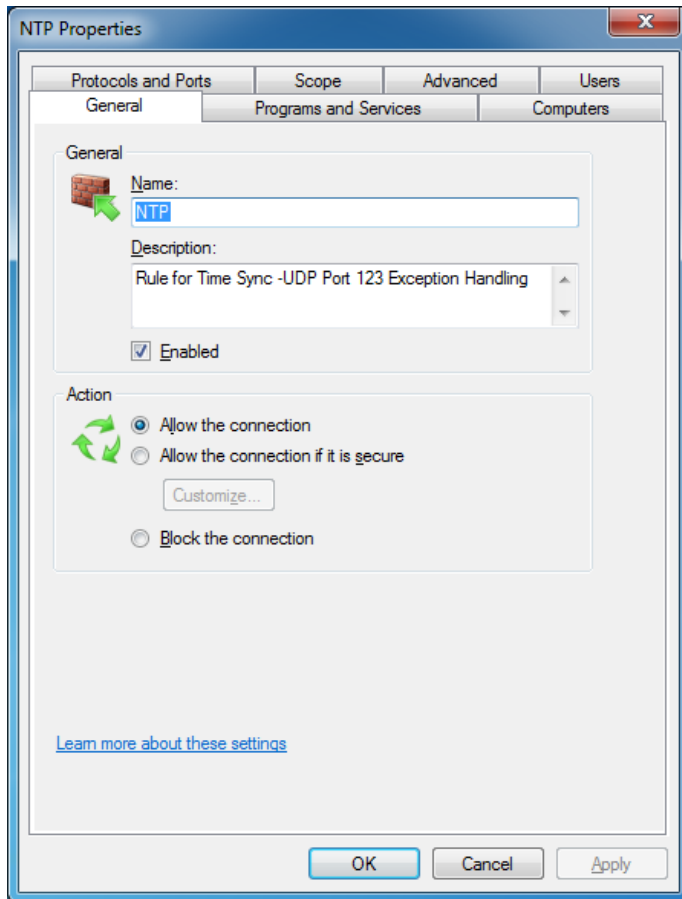 NTP Properties
Protocols and Ports Scope Advanced Users
General Programs and Services Computers
General
Name:
NTP
Description:
Rule for Time Sync -UDP Port 123 Exception Handling
Enabled
Action
Allow the connection
Allow the connection if it is secure
Customize...
Block the connection
Learn more about these settings
OK Cancel Apply